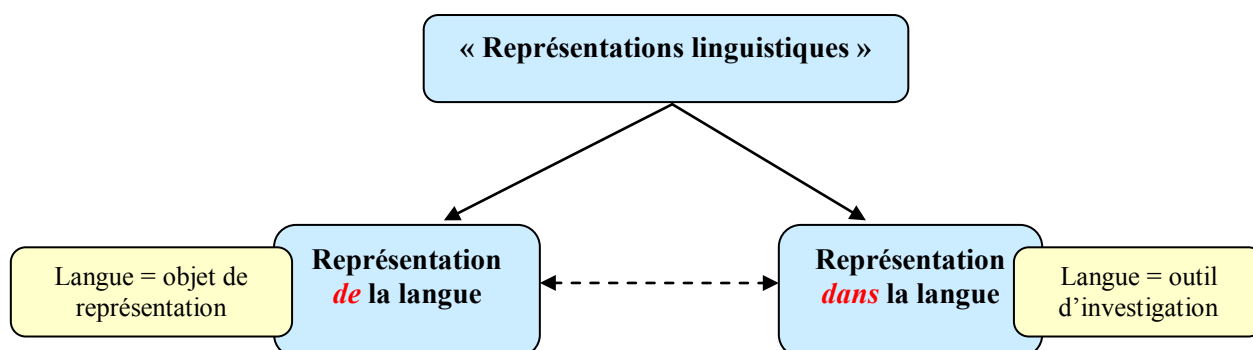 « Représentations linguistiques »
Langue = objet de
représentation
Représentation
de la langue
Représentation
dans la langue
Langue = outil
d’investigation